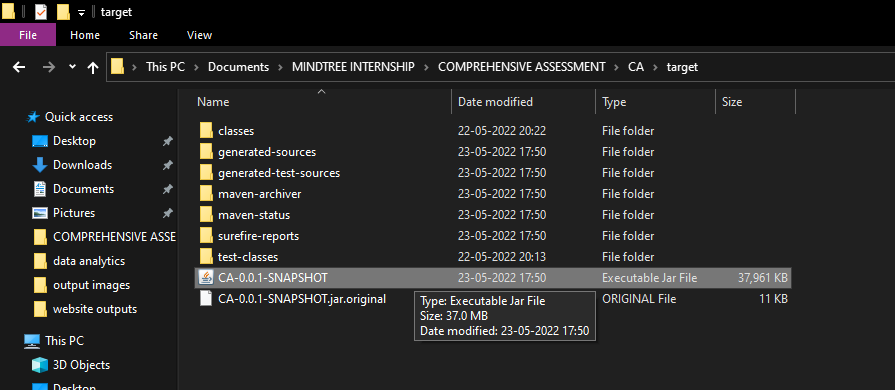 target
File Home Share View
This PC Documents MINDTREE INTERNSHIP COMPREHENSIVE ASSESSMENT CA target
Name Date modified Type Size
Quick access
Desktop
Downloads
Documents
Pictures
COMPREHENSIVE ASSE
data analytics
output images
website outputs
This PC
3D Objects
Desktop
classes 22-05-2022 20:22 File folder
generated-sources 23-05-2022 17:50 File folder
generated-test-sources 23-05-2022 17:50 File folder
maven-archiver 23-05-2022 17:50 File folder
maven-status 23-05-2022 17:50 File folder
surefire-reports 23-05-2022 17:50 File folder
test-classes 22-05-2022 20:13 File folder
CA-0.0.1-SNAPSHOT 23-05-2022 17:50 Executable Jar File 37,961 KB
CA-0.0.1-SNAPSHOT.jar.original ORIGINAL File 11 KB
Type: Executable Jar File
Size: 37.0 MB
Date modified: 23-05-2022 17:50